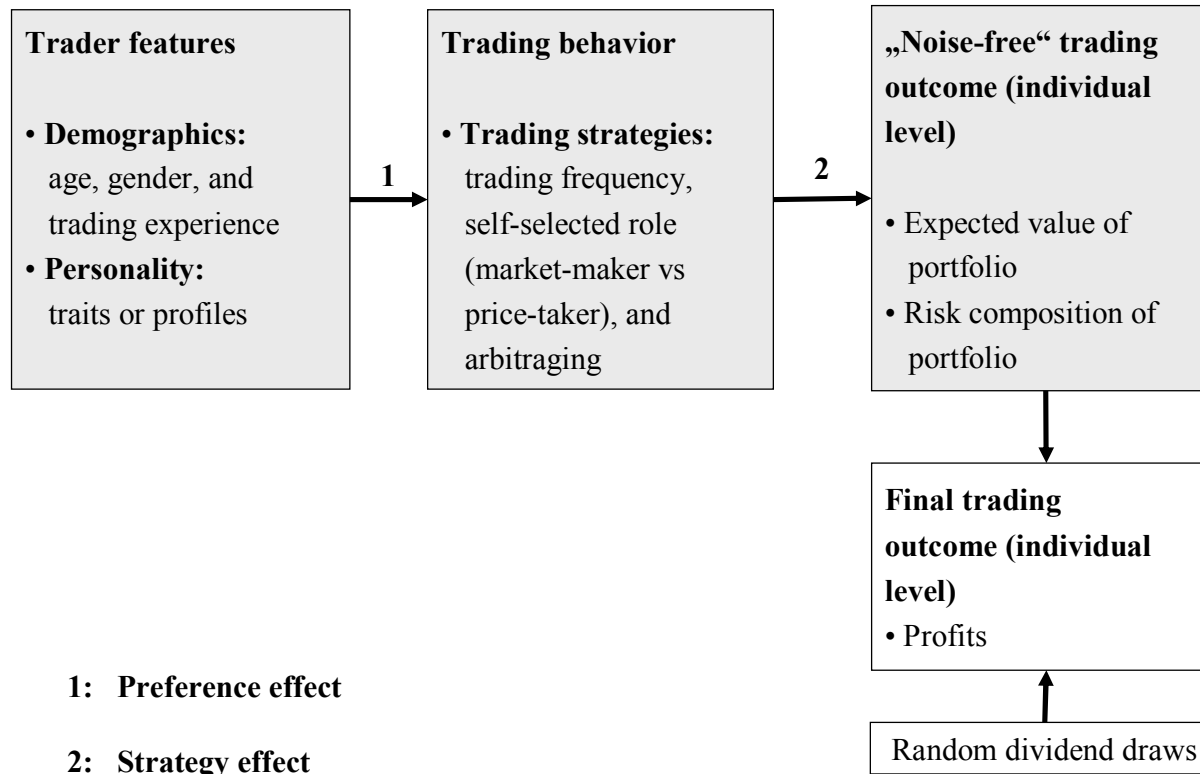 Trader features
• Demographics:
age, gender, and
trading experience
• Personality:
traits or profiles
1
Trading behavior
• Trading strategies:
trading frequency,
self-selected role
(market-maker vs
price-taker), and
arbitraging
2
„Noise-free“ trading
outcome (individual
level)
• Expected value of
portfolio
• Risk composition of
portfolio
Final trading
outcome (individual
level)
• Profits
Random dividend draws
1: Preference effect
2: Strategy effect